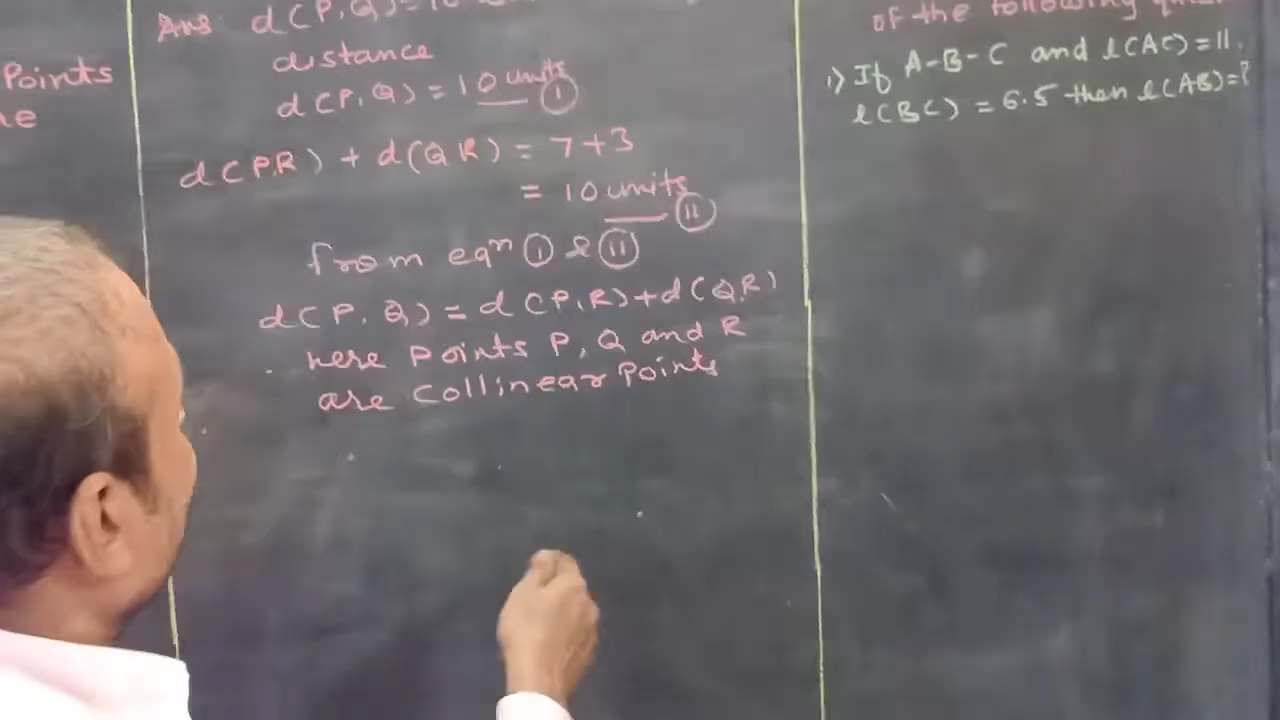 Points
Ans d(P,Q)=10
distance
d(P,Q) = 10 units (I)
d(P,R) + d(Q,R) = 7+3
= 10 units (II)
from eqn (I) & (II)
d(P,Q) = d(P,R)+d(Q,R)
here points P, Q and R
are collinear Points
of the following
1) If A-B-C and l(AC)=11.
l(BC) = 6.5 then l(AB)=?